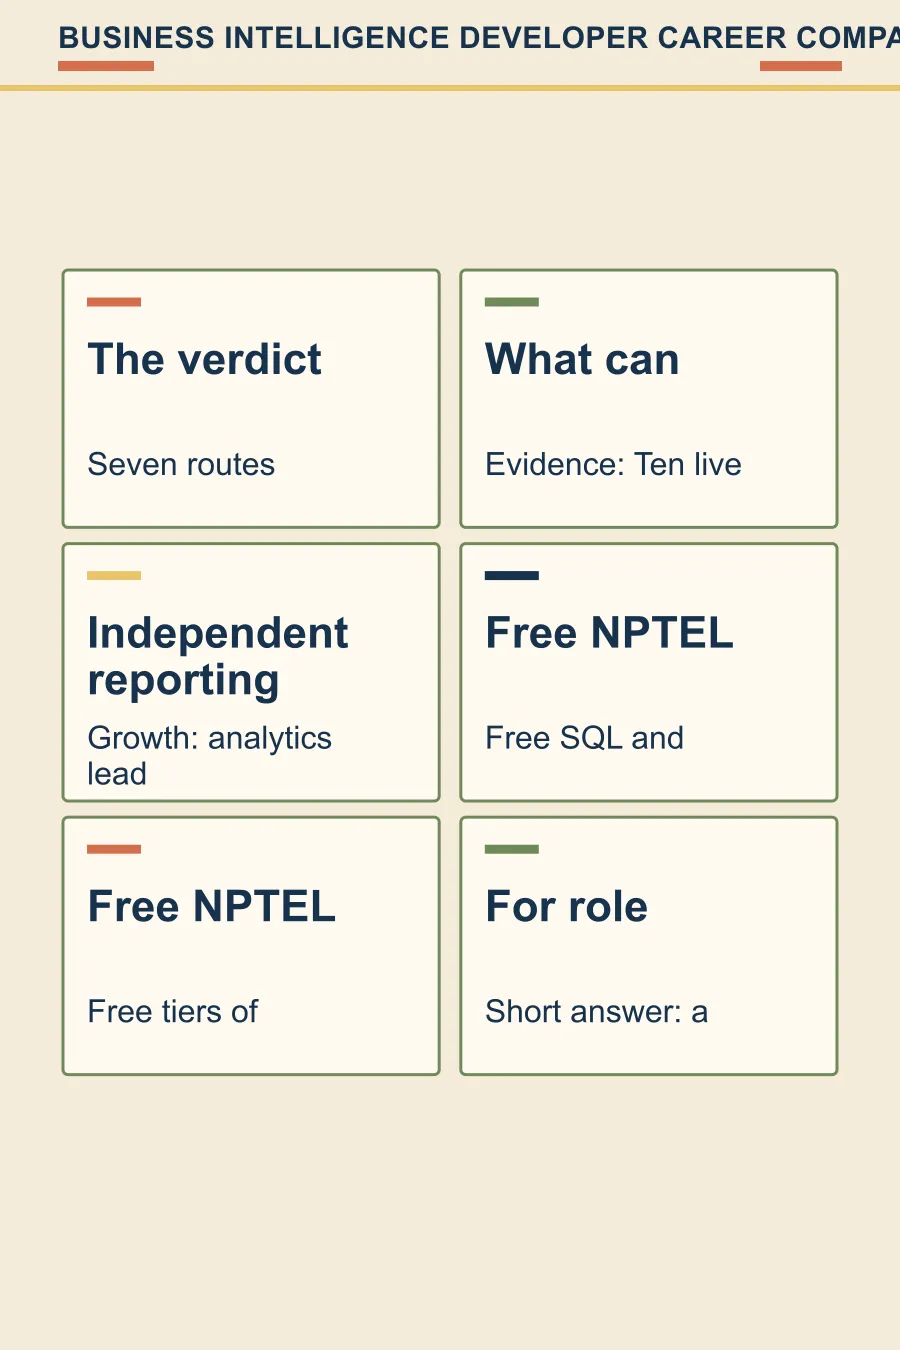 BUSINESS INTELLIGENCE DEVELOPER CAREER COMPA
The verdict
Seven routes
What can
Evidence: Ten live
Independent
reporting
Growth: analytics
lead
Free NPTEL
Free SQL and
Free NPTEL
Free tiers of
For role
Short answer: a